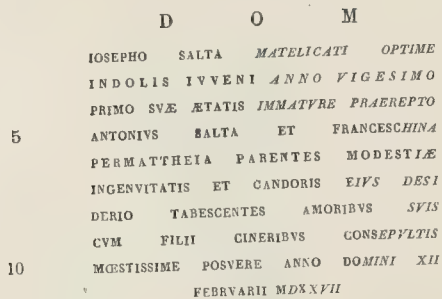 D O M
IOSEPHO SALTA MATELICATI OPTIME
INDOLIS IVVENI ANNO VIGESIMO
PRIMO SVÆ ÆTATIS IMMATVRE PRAEREPTO
5 ANTONIVS SALTA ET FRANCESCHINA
PERMATTHEIA PARENTES MODESTIÆ
INGENVITATIS ET CANDORIS EIVS DESI
DERIO TABESCENTES AMORIBVS SVIS
CVM FILII CINERIBVS CONSEPVLTIS
10 MŒSTISSIME POSVERE ANNO DOMINI XII
FEBRVARII MDXXVII